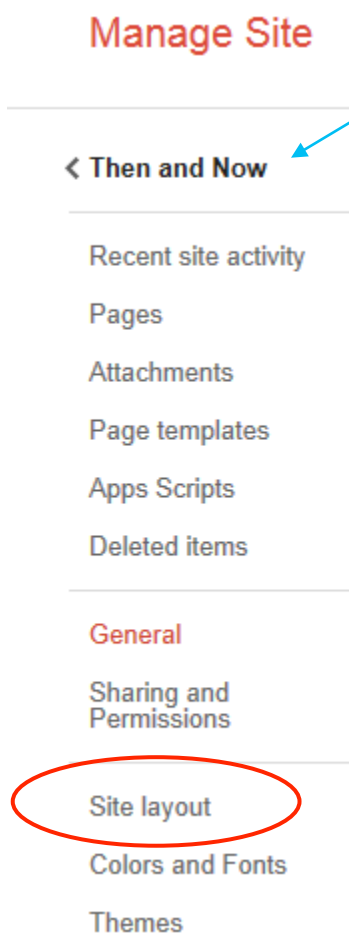 Manage Site
Then and Now
Recent site activity
Pages
Attachments
Page templates
Apps Scripts
Deleted items
General
Sharing and
Permissions
Site layout
Colors and Fonts
Themes